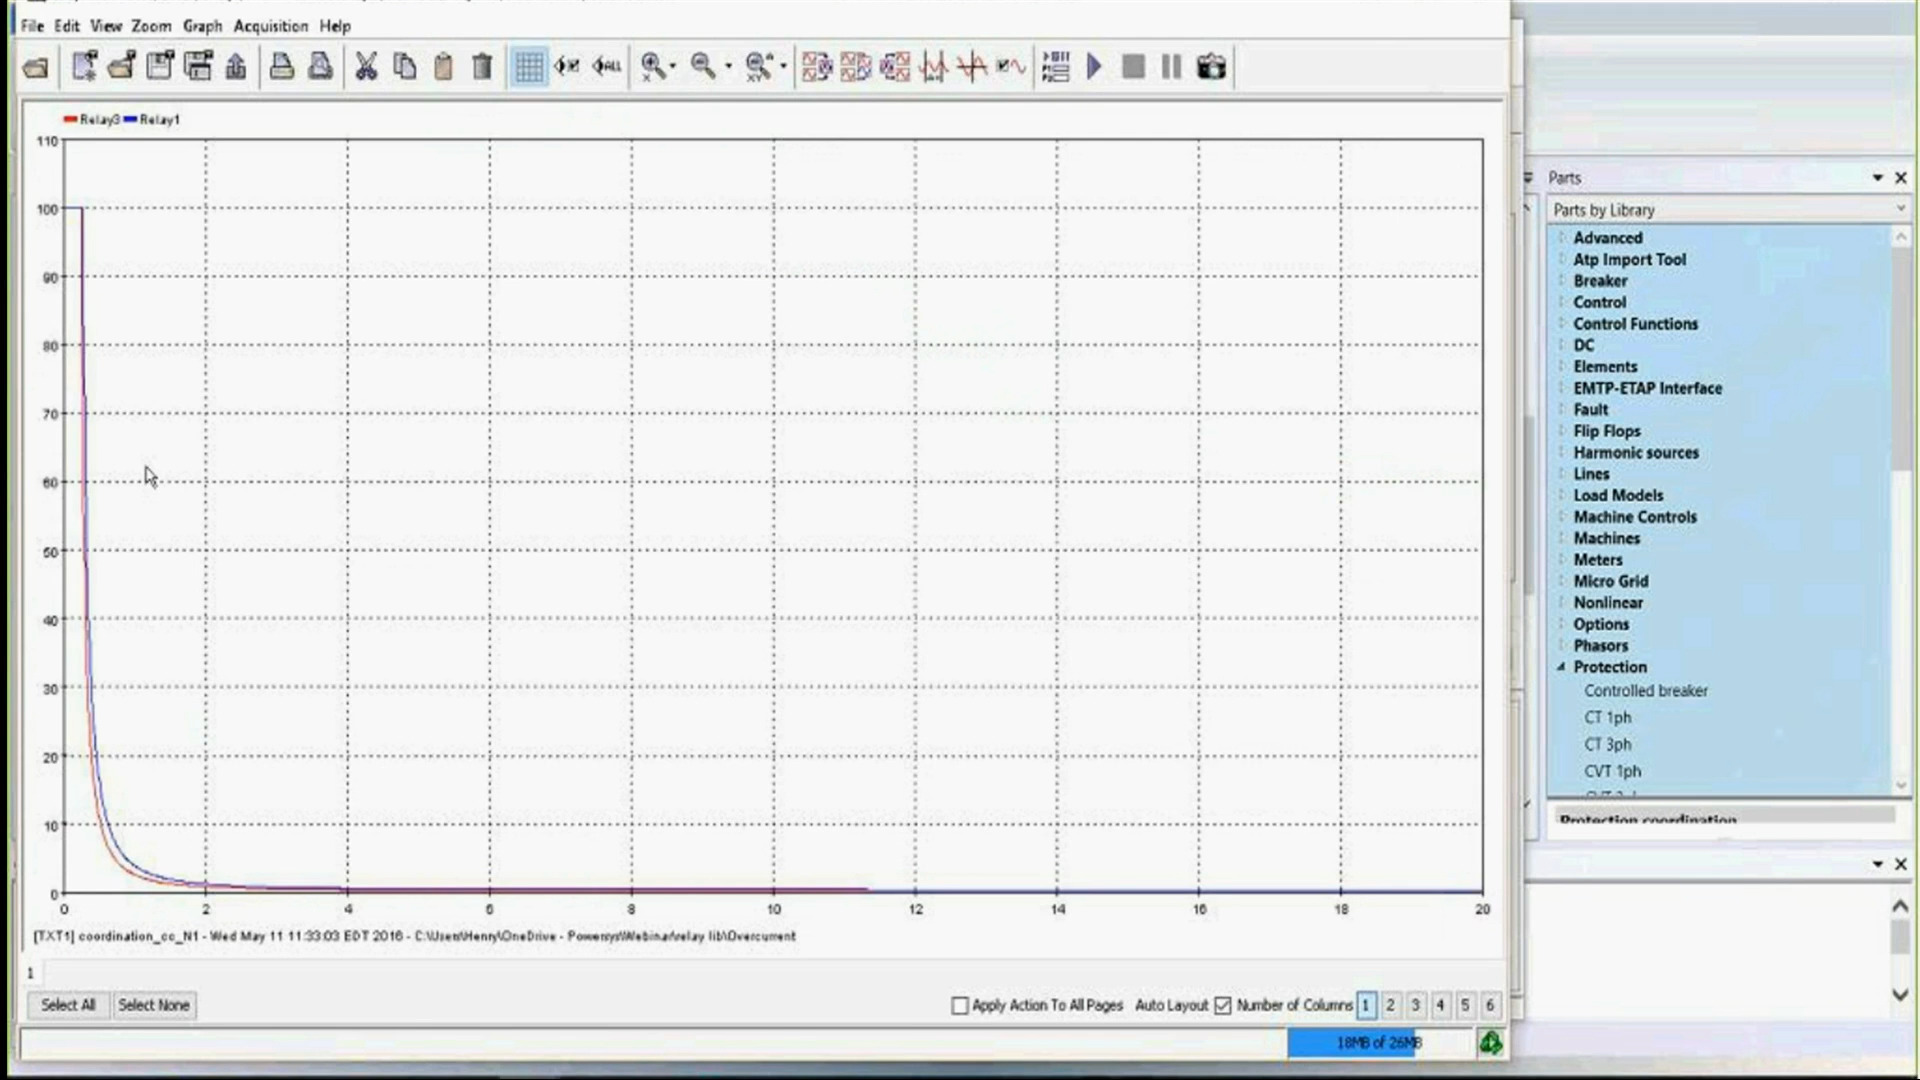 File Edit View Zoom Graph Acquisition Help
Relay3 Relay1
110
100
90
80
70
60
50
40
30
20
10
0
0 2 4 6 8 10 12 14 16 18 20
[TXT1] coordination_cc_N1 - Wed May 11 11:33:03 EDT 2016 - C:\Users\Henry\OneDrive - Powersys\Webinar\relay lib\Overcurrent
1
Select All Select None
Apply Action To All Pages Auto Layout Number of Columns 1 2 3 4 5 6
18MB of 26MB
Parts
Parts by Library
Advanced
Atp Import Tool
Breaker
Control
Control Functions
DC
Elements
EMTP-ETAP Interface
Fault
Flip Flops
Harmonic sources
Lines
Load Models
Machine Controls
Machines
Meters
Micro Grid
Nonlinear
Options
Phasors
Protection
Controlled breaker
CT 1ph
CT 3ph
CVT 1ph
Protection coordination